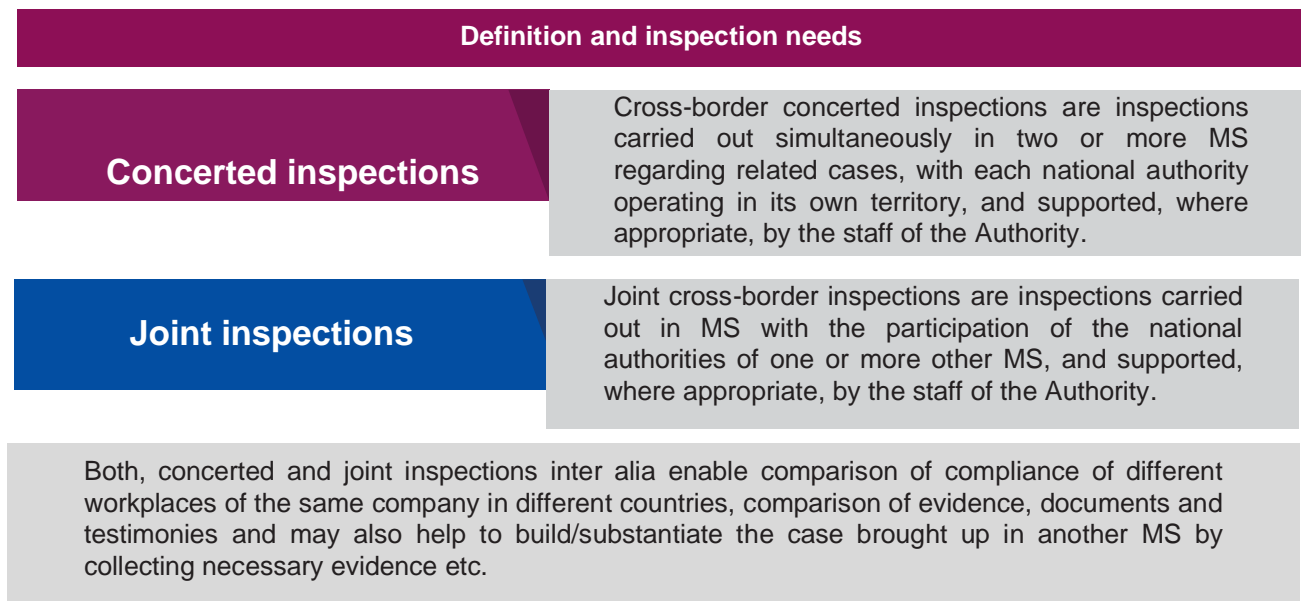 Definition and inspection needs
Concerted inspections
Cross-border concerted inspections are inspections
carried out simultaneously in two or more MS
regarding related cases, with each national authority
operating in its own territory, and supported, where
appropriate, by the staff of the Authority.
Joint inspections
Joint cross-border inspections are inspections carried
out in MS with the participation of the national
authorities of one or more other MS, and supported,
where appropriate, by the staff of the Authority.
Both, concerted and joint inspections inter alia enable comparison of compliance of different
workplaces of the same company in different countries, comparison of evidence, documents and
testimonies and may also help to build/substantiate the case brought up in another MS by
collecting necessary evidence etc.